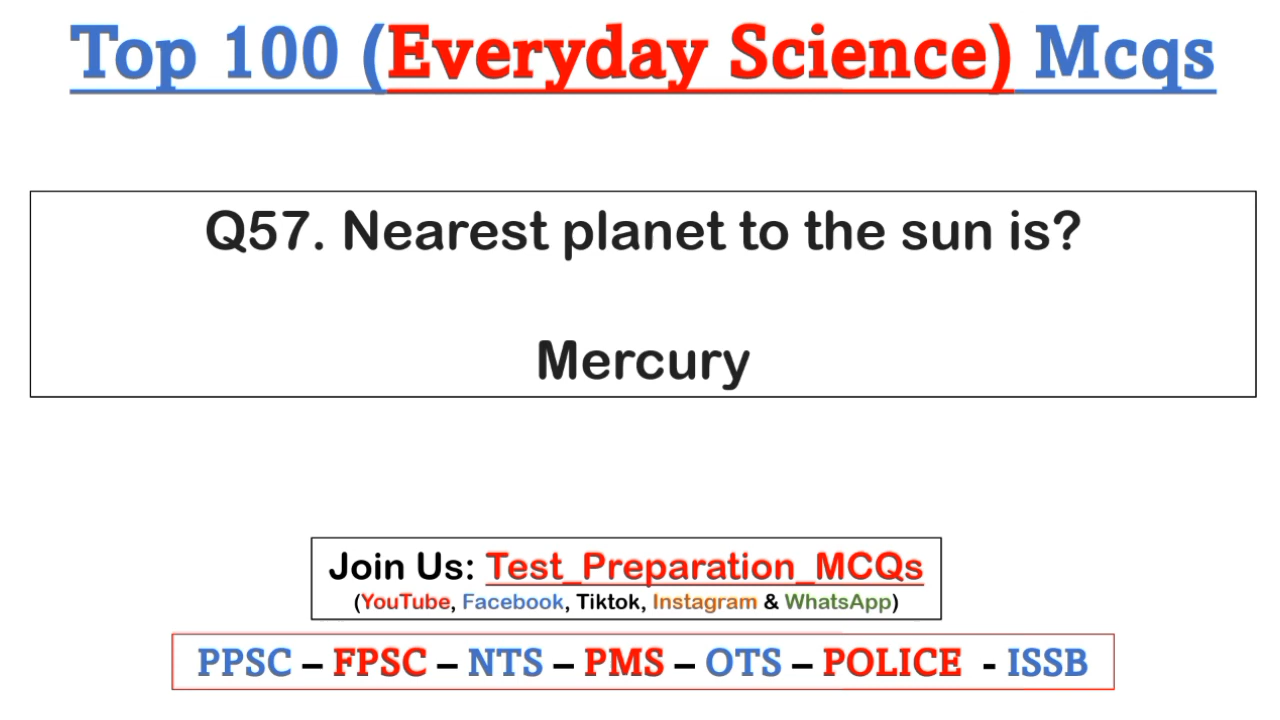 Top 100 (Everyday Science) Mcqs
Q57. Nearest planet to the sun is?
Mercury
Join Us: Test_Preparation_MCQs
(YouTube, Facebook, Tiktok, Instagram & WhatsApp)
PPSC – FPSC – NTS – PMS – OTS – POLICE - ISSB